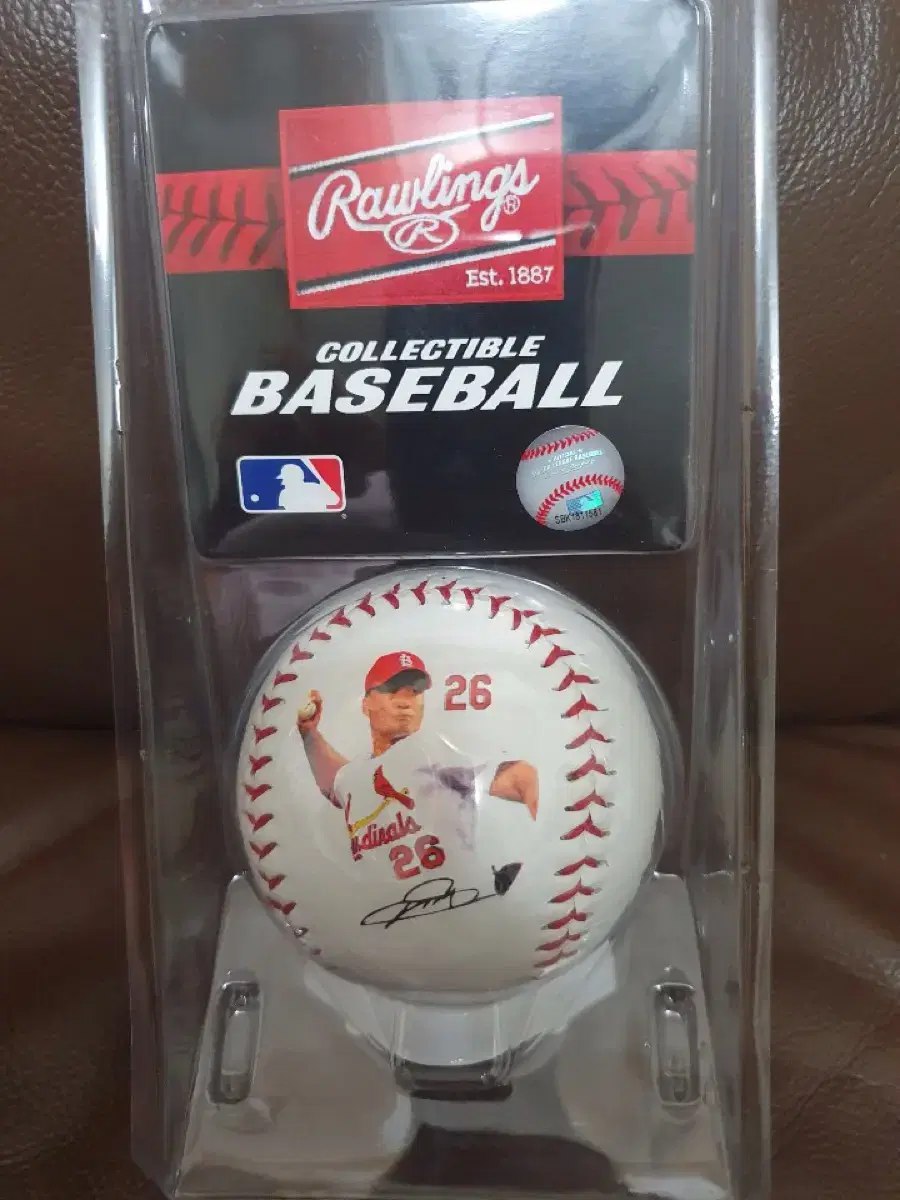 Rawlings®
R
Est. 1887
COLLECTIBLE
BASEBALL
26
26